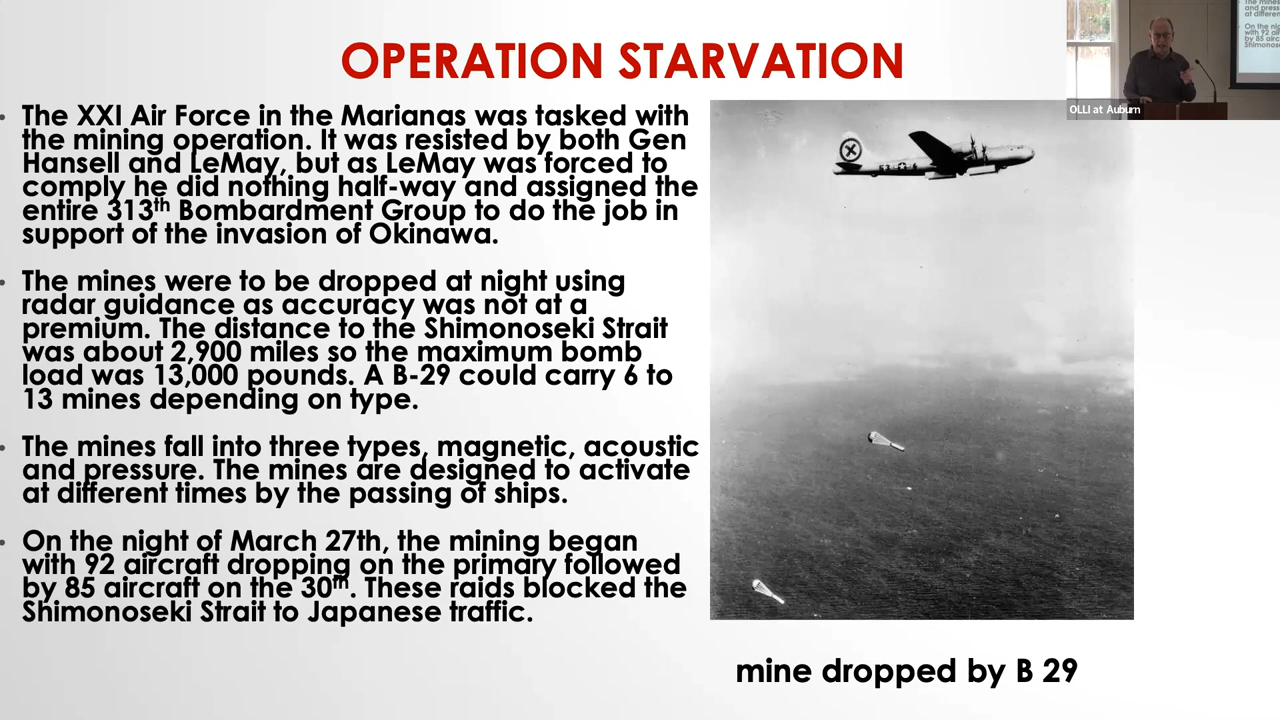 OPERATION STARVATION
The XXI Air Force in the Marianas was tasked with
the mining operation. It was resisted by both Gen
Hansell and LeMay, but as LeMay was forced to
comply he did nothing half-way and assigned the
entire 313th Bombardment Group to do the job in
support of the invasion of Okinawa.
The mines were to be dropped at night using
radar guidance as accuracy was not at a
premium. The distance to the Shimonoseki Strait
was about 2,900 miles so the maximum bomb
load was 13,000 pounds. A B-29 could carry 6 to
13 mines depending on type.
The mines fall into three types, magnetic, acoustic
and pressure. The mines are designed to activate
at different times by the passing of ships.
On the night of March 27th, the mining began
with 92 aircraft dropping on the primary followed
by 85 aircraft on the 30th. These raids blocked the
Shimonoseki Strait to Japanese traffic.
mine dropped by B 29
OLLI at Auburn